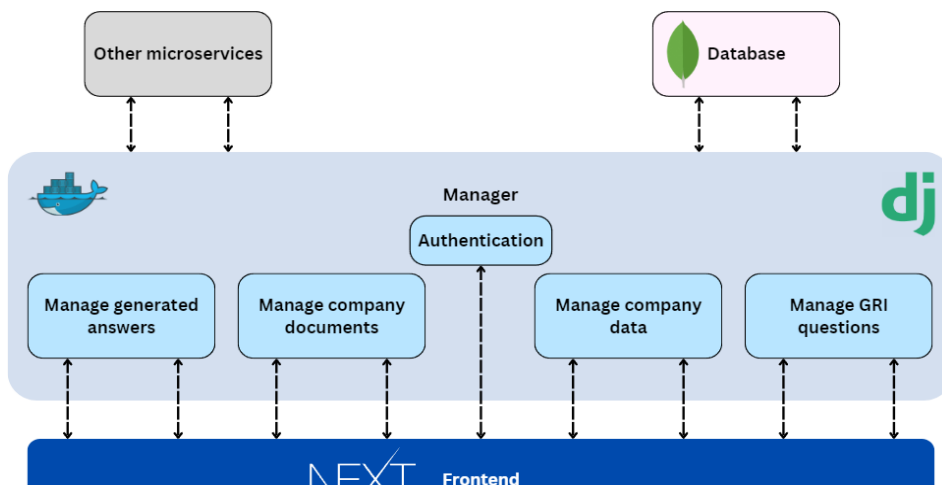 Other microservices
Database
Manager
dj
Authentication
Manage generated
answers
Manage company
documents
Manage company
data
Manage GRI
questions
NEXT
Frontend